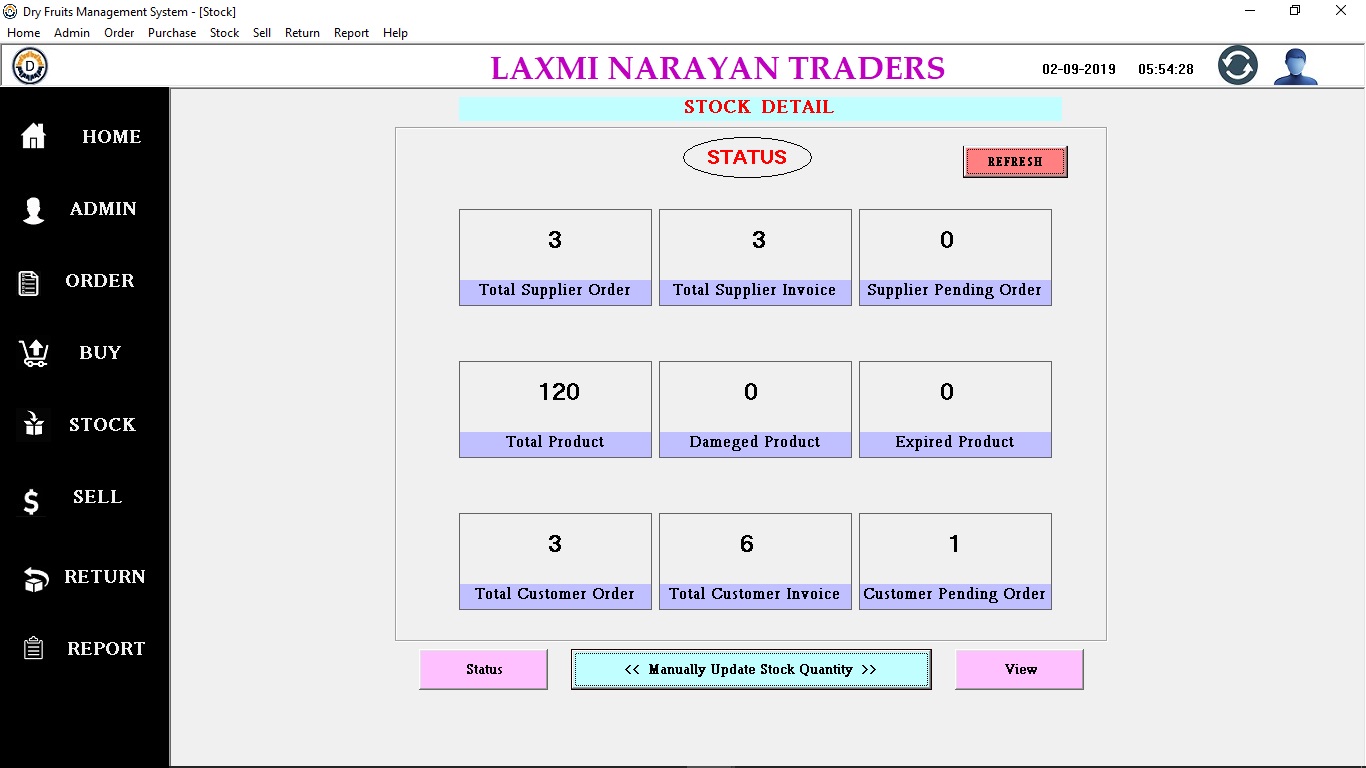 Dry Fruits Management System - [Stock]
Home Admin Order Purchase Stock Sell Return Report Help
D LAXMI NARAYAN TRADERS 02-09-2019 05:54:28
STOCK DETAIL
HOME
ADMIN
ORDER
BUY
STOCK
SELL
RETURN
REPORT
STATUS
REFRESH
3 3 0
Total Supplier Order Total Supplier Invoice Supplier Pending Order
120 0 0
Total Product Dameged Product Expired Product
3 6 1
Total Customer Order Total Customer Invoice Customer Pending Order
Status << Manually Update Stock Quantity >> View